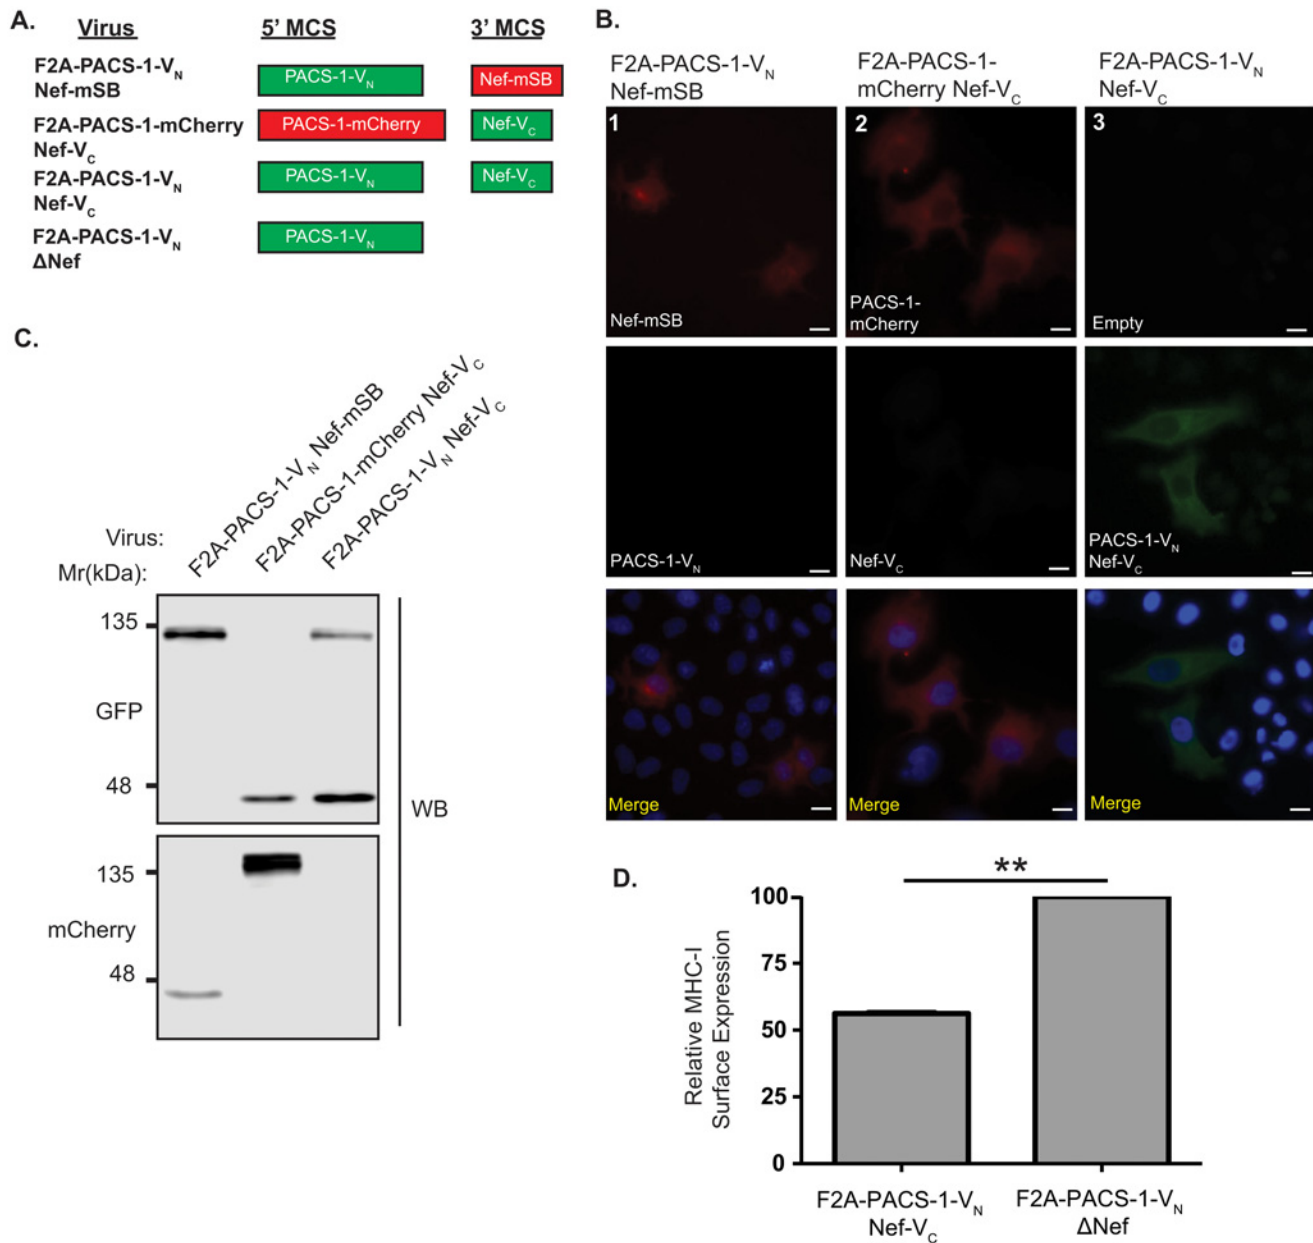 A.
Virus 5' MCS 3' MCS
F2A-PACS-1-VN
Nef-mSB
PACS-1-VN
Nef-mSB
F2A-PACS-1-mCherry
Nef-VC
PACS-1-mCherry
Nef-VC
F2A-PACS-1-VN
Nef-VC
PACS-1-VN
Nef-VC
F2A-PACS-1-VN
ΔNef
PACS-1-VN
B.
F2A-PACS-1-VN
Nef-mSB
F2A-PACS-1-
mCherry Nef-VC
F2A-PACS-1-VN
Nef-VC
1
Nef-mSB
2
PACS-1-
mCherry
3
Empty
PACS-1-VN
Nef-VC
PACS-1-VN
Nef-VC
Merge
Merge
Merge
C.
Virus:
F2A-PACS-1-VN Nef-mSB
F2A-PACS-1-mCherry Nef-VC
F2A-PACS-1-VN Nef-VC
Mr(kDa):
135
GFP
48
135
mCherry
48
WB
D.
**
Relative MHC-I
Surface Expression
100
75
50
25
0
F2A-PACS-1-VN
Nef-VC
F2A-PACS-1-VN
ΔNef